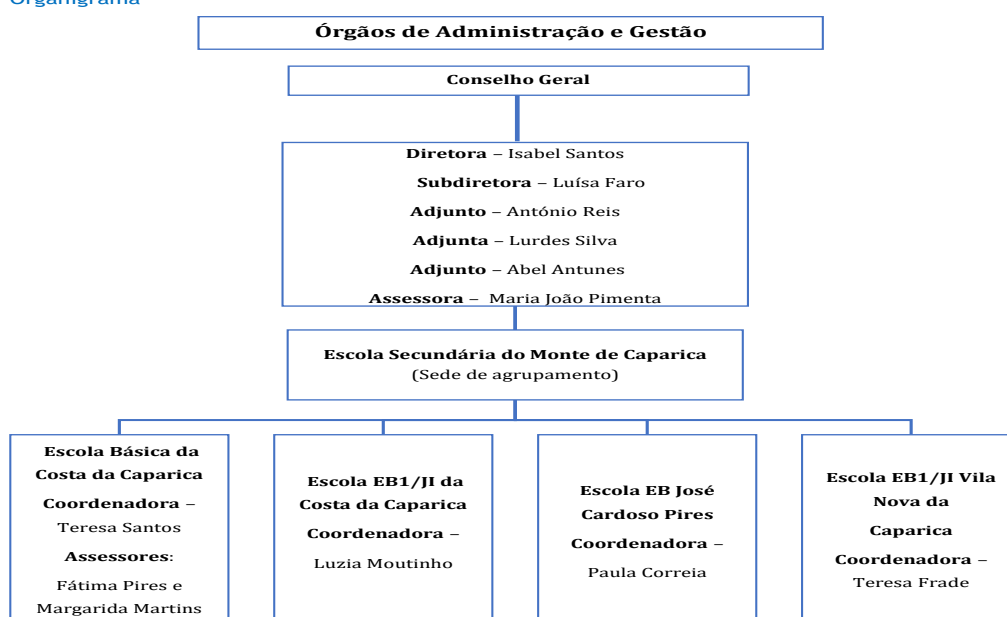 Organigrama
Órgãos de Administração e Gestão
Conselho Geral
Diretora – Isabel Santos
Subdiretora – Luísa Faro
Adjunto – António Reis
Adjunta – Lurdes Silva
Adjunto – Abel Antunes
Assessora – Maria João Pimenta
Escola Secundária do Monte de Caparica
(Sede de agrupamento)
Escola Básica da
Costa da Caparica
Coordenadora –
Teresa Santos
Assessores:
Fátima Pires e
Margarida Martins
Escola EB1/JI da
Costa da Caparica
Coordenadora –
Luzia Moutinho
Escola EB José
Cardoso Pires
Coordenadora –
Paula Correia
Escola EB1/JI Vila
Nova da
Caparica
Coordenadora –
Teresa Frade